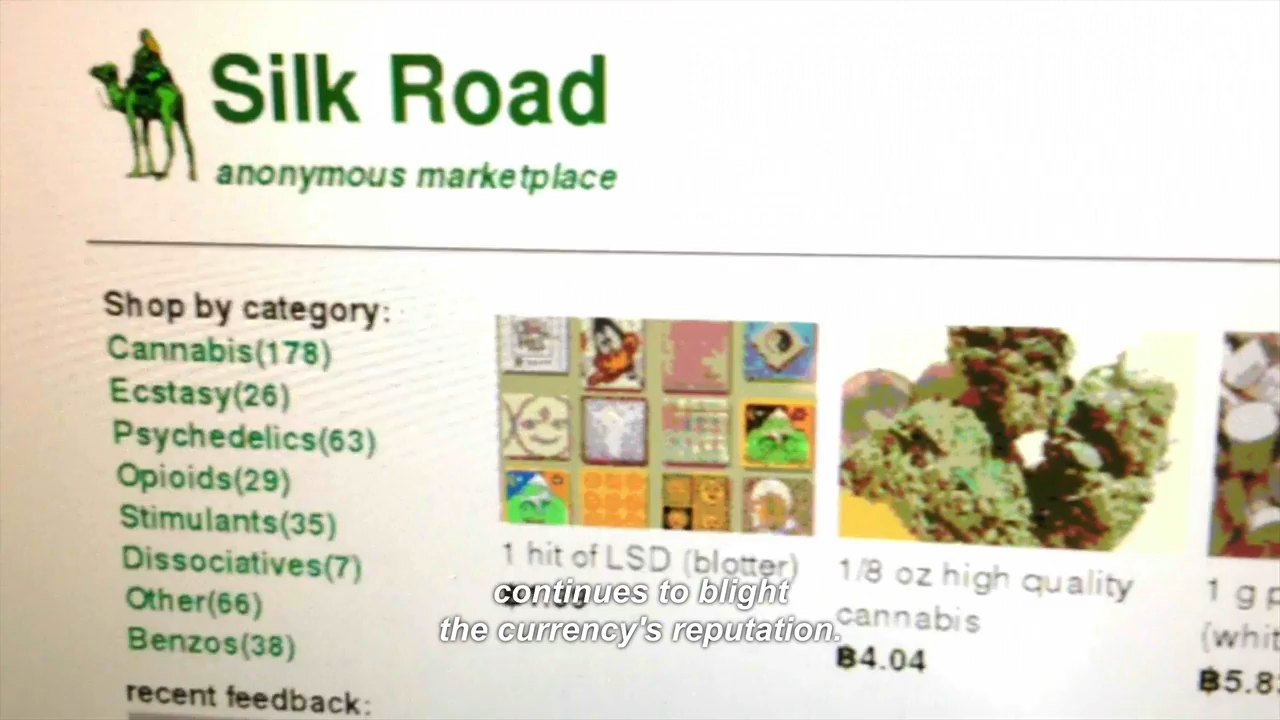 Silk Road
anonymous marketplace
Shop by category:
Cannabis(178)
Ecstasy(26)
Psychedelics(63)
Opioids(29)
Stimulants(35)
Dissociatives(7)
Other(66)
Benzos(38)
recent feedback:
1 hit of LSD (blotter)
1/8 oz high quality
cannabis
฿4.04
1 g
฿5.8
continues to blight
the currency's reputation.